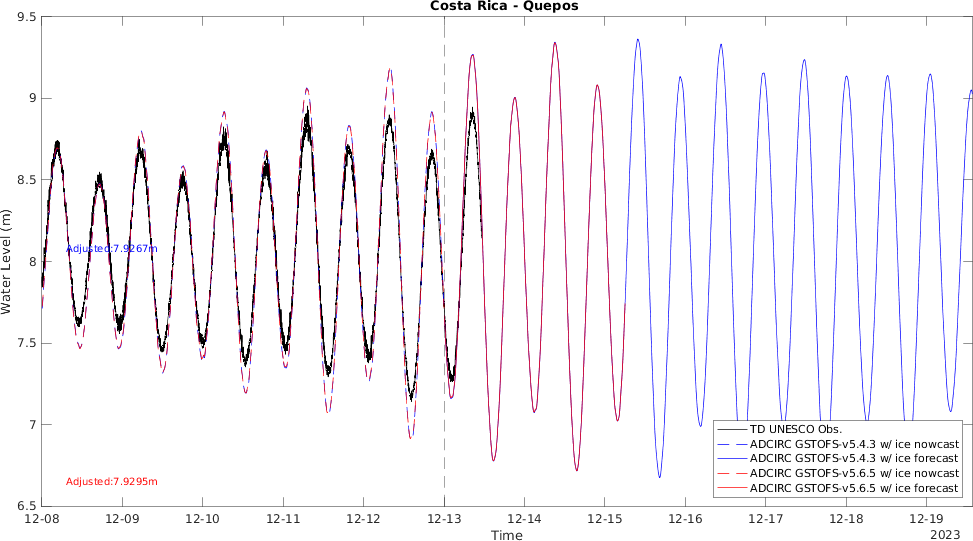 Costa Rica - Quepos
9.5
9
8.5
8
7.5
7
6.5
Water Level (m)
Adjusted:7.9267m
Adjusted:7.9295m
TD UNESCO Obs.
ADCIRC GSTOFS-v5.4.3 w/ ice nowcast
ADCIRC GSTOFS-v5.4.3 w/ ice forecast
ADCIRC GSTOFS-v5.6.5 w/ ice nowcast
ADCIRC GSTOFS-v5.6.5 w/ ice forecast
12-08 12-09 12-10 12-11 12-12 12-13 12-14 12-15 12-16 12-17 12-18 12-19
Time
2023